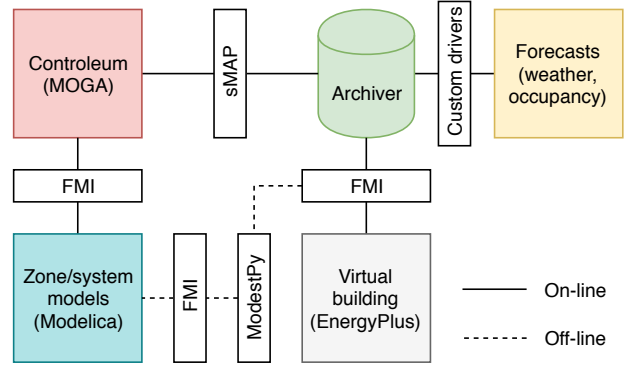 Controleum
(MOGA)
sMAP
Archiver
Custom drivers
Forecasts
(weather,
occupancy)
FMI
FMI
Zone/system
models
(Modelica)
FMI
ModestPy
Virtual
building
(EnergyPlus)
On-line
Off-line